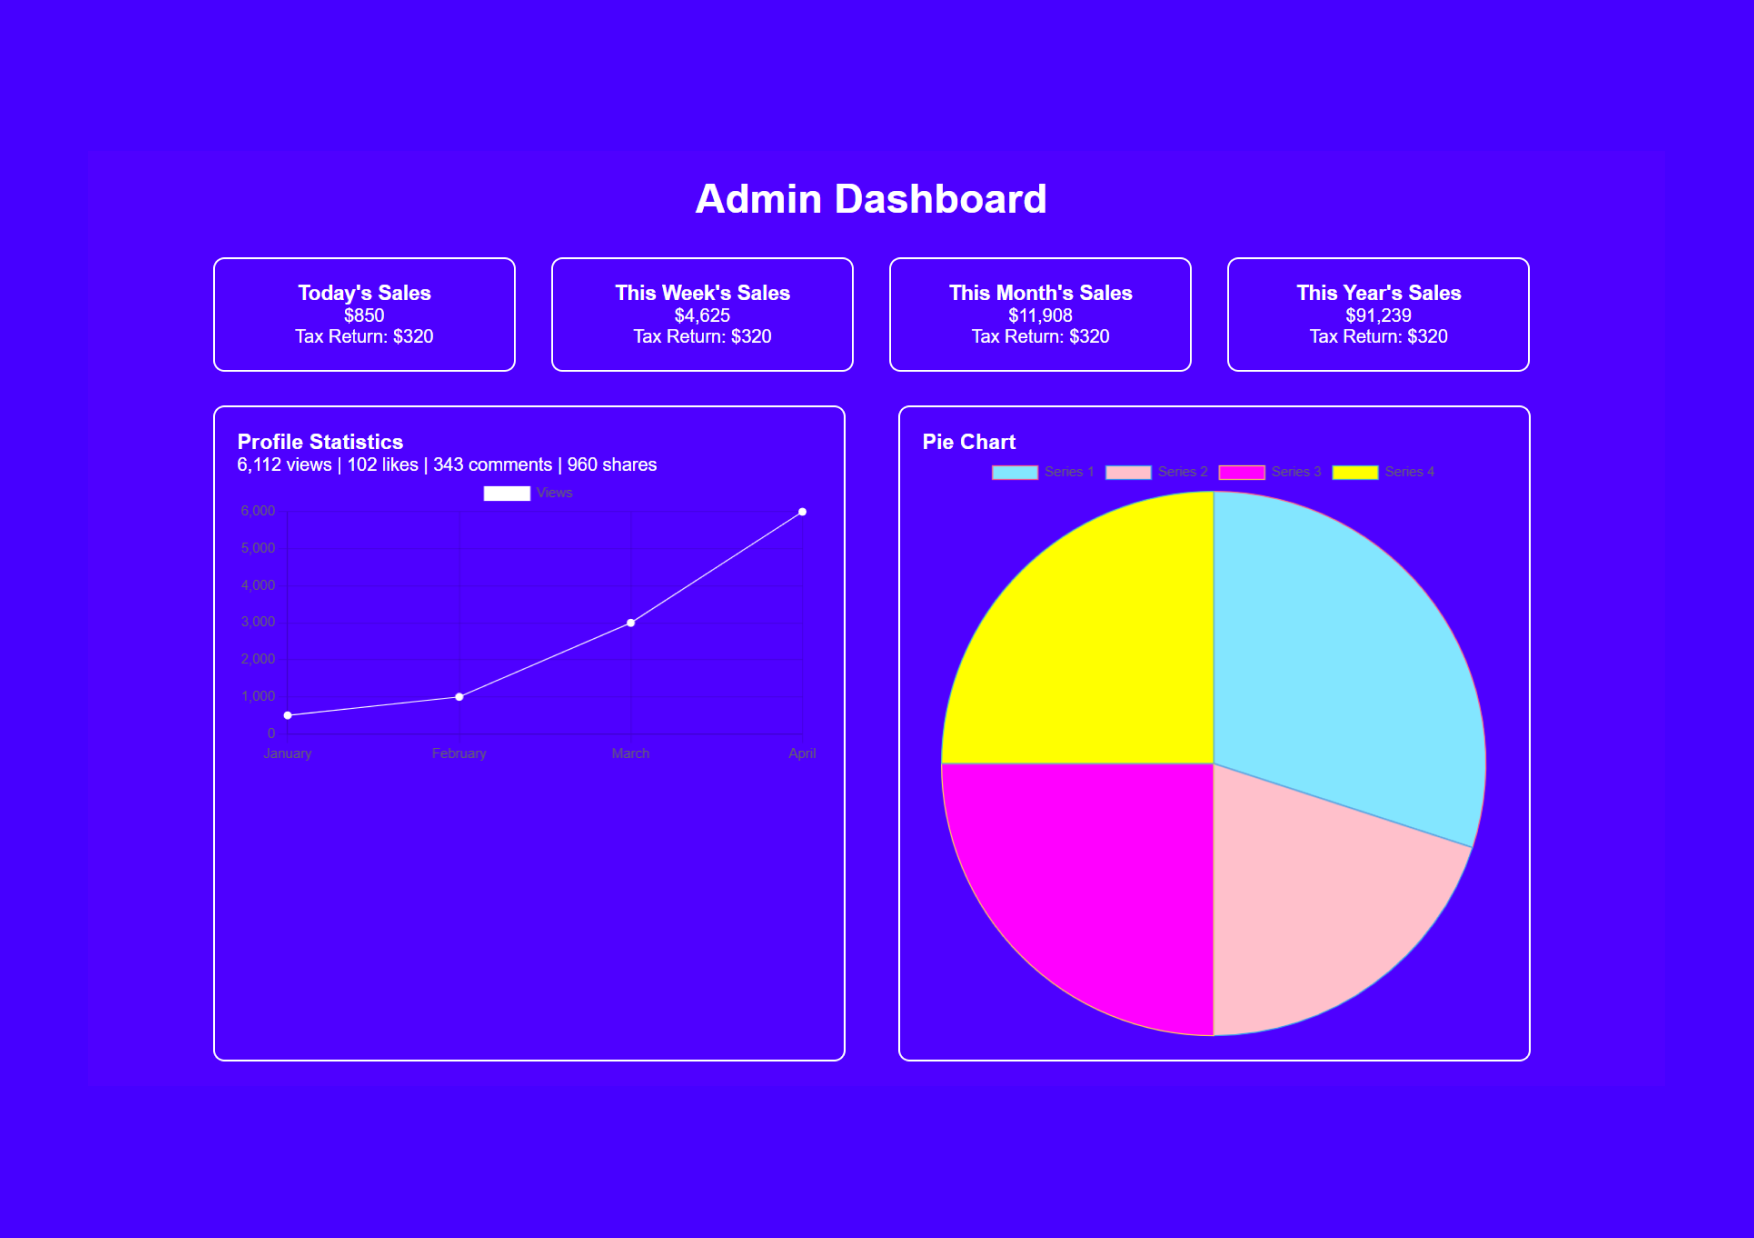 Admin Dashboard
Today's Sales
$850
Tax Return: $320
This Week's Sales
$4,625
Tax Return: $320
This Month's Sales
$11,908
Tax Return: $320
This Year's Sales
$91,239
Tax Return: $320
Profile Statistics
6,112 views | 102 likes | 343 comments | 960 shares
Views
6,000
5,000
4,000
3,000
2,000
1,000
0
January February March April
Pie Chart
Series 1 Series 2 Series 3 Series 4